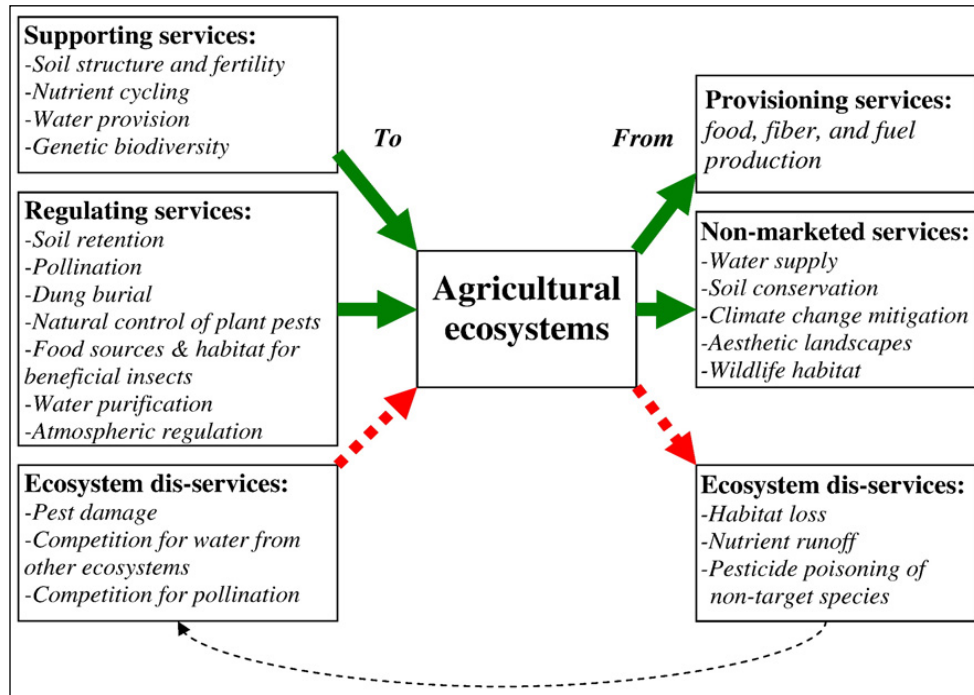 Supporting services:
-Soil structure and fertility
-Nutrient cycling
-Water provision
-Genetic biodiversity
To
From
Regulating services:
-Soil retention
-Pollination
-Dung burial
-Natural control of plant pests
-Food sources & habitat for
beneficial insects
-Water purification
-Atmospheric regulation
Ecosystem dis-services:
-Pest damage
-Competition for water from
other ecosystems
-Competition for pollination
Agricultural
ecosystems
Provisioning services:
food, fiber, and fuel
production
Non-marketed services:
-Water supply
-Soil conservation
-Climate change mitigation
-Aesthetic landscapes
-Wildlife habitat
Ecosystem dis-services:
-Habitat loss
-Nutrient runoff
-Pesticide poisoning of
non-target species